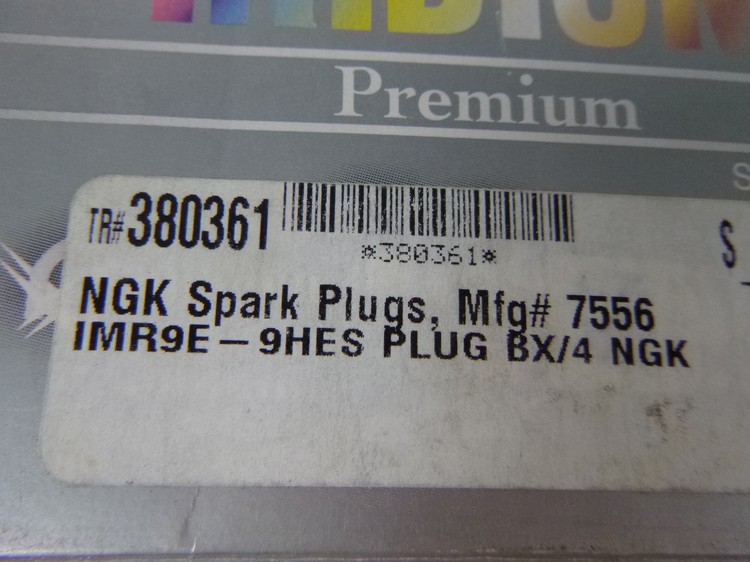 Premium
S
TR#380361
*380361*
$
NGK Spark Plugs, Mfg# 7556
IMR9E-9HES PLUG BX/4 NGK